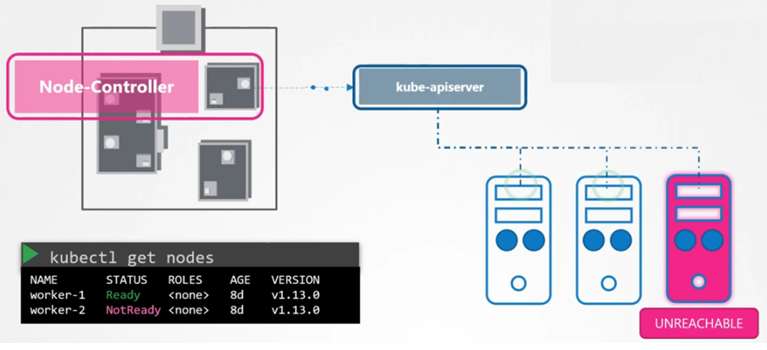 Node-Controller
kube-apiserver
kubectl get nodes
NAME STATUS ROLES AGE VERSION
worker-1 Ready <none> 8d v1.13.0
worker-2 NotReady <none> 8d v1.13.0
UNREACHABLE